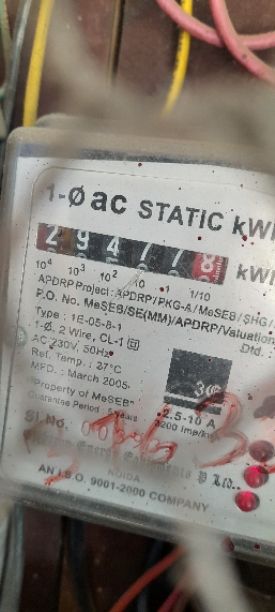 1-Ø ac STATIC kWh
2 9 4 7 7 8
kWh
10⁴ 10³ 10² 10 1 1/10
APDRP Project: APDRP/PKG-A/MeSEB/SHG/
P.O. No. MeSEB/SE(MM)/APDRP/Valuation
Dtd.
Type : 1E-05-8-1
1-Ø, 2 Wire, CL-1
AC 230V, 50Hz
Ref. Temp. : 27°C
MFD. : March 2005
"Property of MeSEB"
Guarantee Period : 5 years
2.5-10 A
3200 imp/kWh
Sl No.
NOIDA
AN I.S.O. 9001-2000 COMPANY